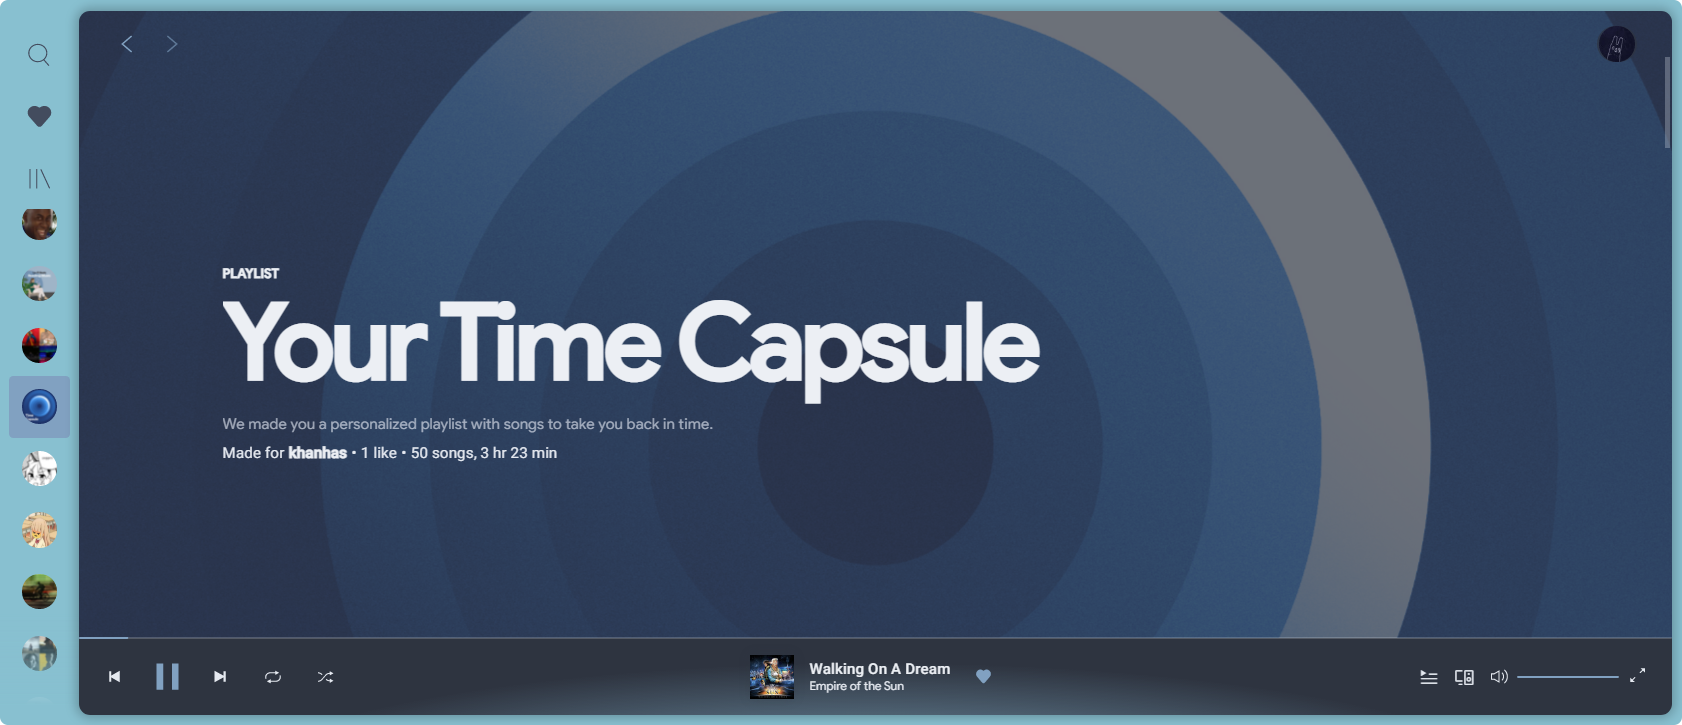 PLAYLIST
Your Time Capsule
We made you a personalized playlist with songs to take you back in time.
Made for khanhas • 1 like • 50 songs, 3 hr 23 min
Walking On A Dream
Empire of the Sun